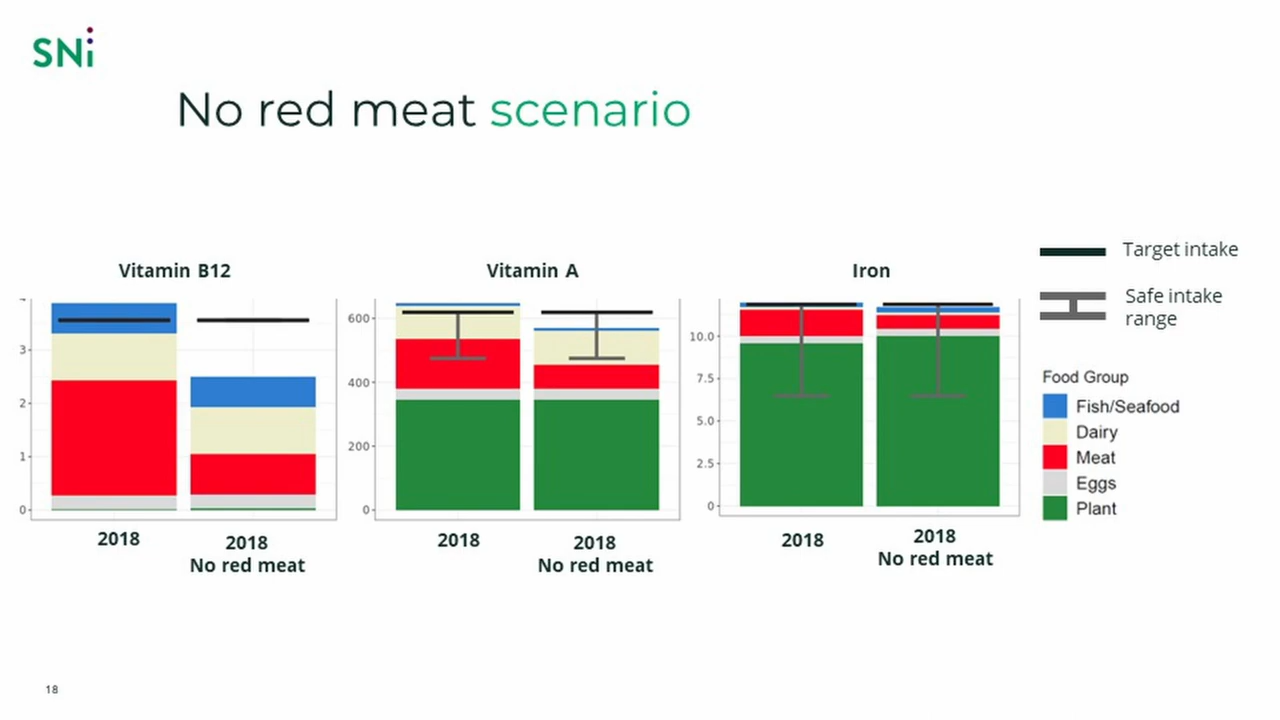 SNi
No red meat scenario
Vitamin B12
Vitamin A
Iron
Target intake
Safe intake
range
3
2
1
0
600
400
200
0
10.0
7.5
5.0
2.5
0
Food Group
Fish/Seafood
Dairy
Meat
Eggs
Plant
2018
2018
No red meat
2018
2018
No red meat
2018
2018
No red meat
18